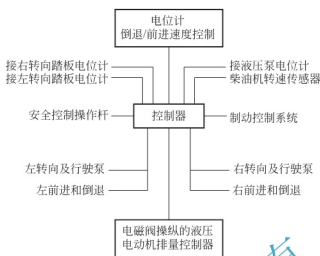 电位计
倒退/前进速度控制
接右转向踏板电位计
接液压泵电位计
接左转向踏板电位计
柴油机转速传感器
安全控制操作杆
控制器
制动控制系统
左转向及行驶泵
右转向及行驶泵
左前进和倒退
右前进和倒退
电磁阀操纵的液压
电动机排量控制器